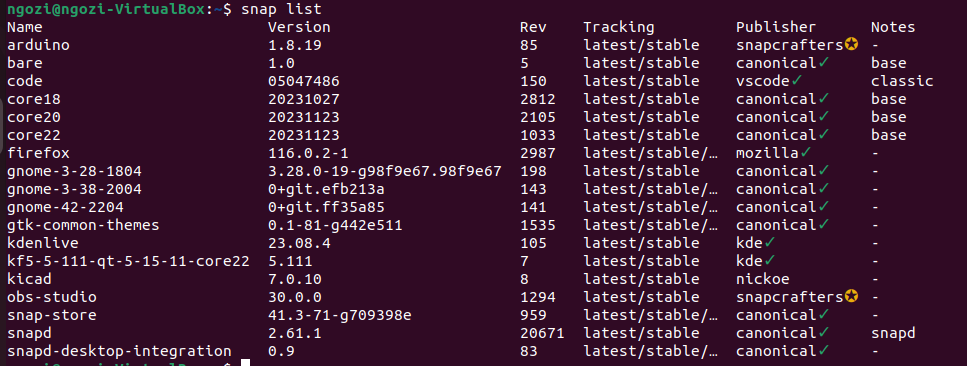 ngozi@ngozi-VirtualBox:~$ snap list
Name Version Rev Tracking Publisher Notes
arduino 1.8.19 85 latest/stable snapcrafters✪ -
bare 1.0 5 latest/stable canonical✓ base
code 05047486 150 latest/stable vscode✓ classic
core18 20231027 2812 latest/stable canonical✓ base
core20 20231123 2105 latest/stable canonical✓ base
core22 20231123 1033 latest/stable canonical✓ base
firefox 116.0.2-1 2987 latest/stable/… mozilla✓ -
gnome-3-28-1804 3.28.0-19-g98f9e67.98f9e67 198 latest/stable canonical✓ -
gnome-3-38-2004 0+git.efb213a 143 latest/stable/… canonical✓ -
gnome-42-2204 0+git.ff35a85 141 latest/stable/… canonical✓ -
gtk-common-themes 0.1-81-g442e511 1535 latest/stable/… canonical✓ -
kdenlive 23.08.4 105 latest/stable kde✓ -
kf5-5-111-qt-5-15-11-core22 5.111 7 latest/stable kde✓ -
kicad 7.0.10 8 latest/stable nickoe -
obs-studio 30.0.0 1294 latest/stable snapcrafters✪ -
snap-store 41.3-71-g709398e 959 latest/stable/… canonical✓ -
snapd 2.61.1 20671 latest/stable canonical✓ snapd
snapd-desktop-integration 0.9 83 latest/stable/… canonical✓ -
ngozi@ngozi-VirtualBox:~$